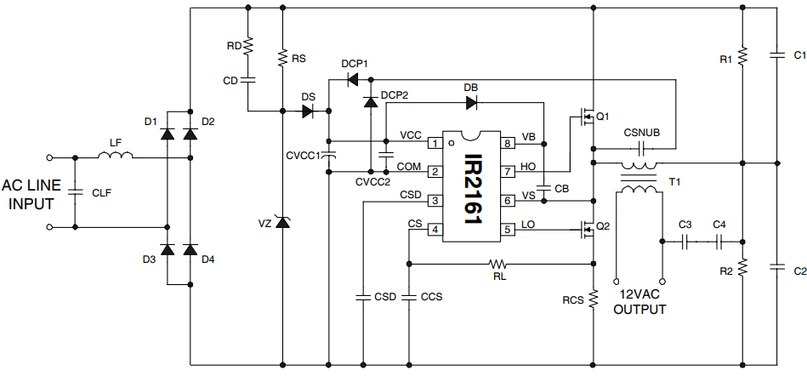 RD
RS
CD
DCP1
DS
DCP2
DB
D1
D2
LF
CLF
AC LINE
INPUT
D3
D4
VZ
CVCC1
CVCC2
VCC
COM
CSD
CS
1
2
3
4
IR2161
8
7
6
5
VB
HO
VS
LO
CB
Q1
Q2
CSNUB
T1
R1
C1
C3
C4
R2
C2
12VAC
OUTPUT
RL
CSD
CCS
RCS